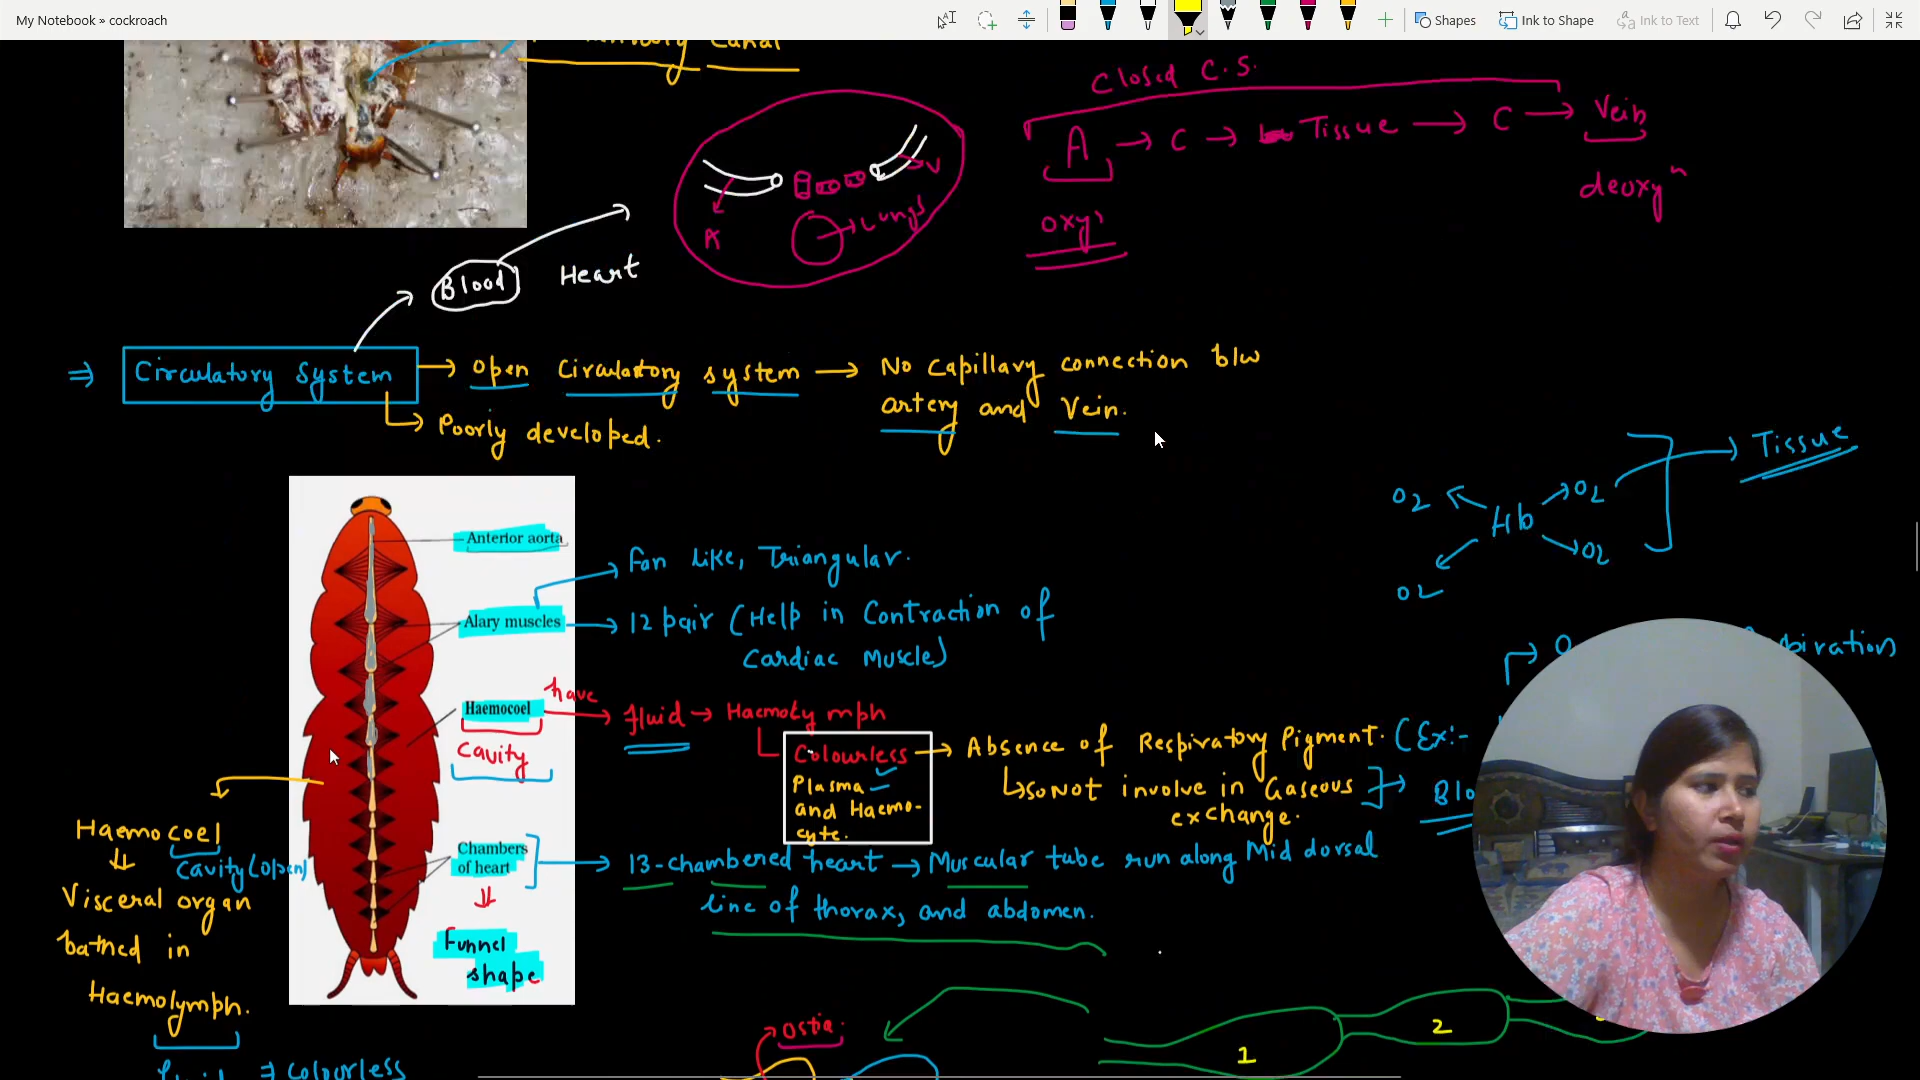 My Notebook » cockroach
Shapes
Ink to Shape
Ink to Text
Canal
Closed C.S.
A → C → Tissue → C → Vein
oxyⁿ
deoxyⁿ
A
V
Lungs
Blood
Heart
⇒ Circulatory System → Open Circulatory system → No Capillary connection b/w
artery and Vein.
Poorly developed.
O2
O2
Hb
O2
O2
Tissue
Anterior aorta
Fan like, Triangular.
Alary muscles → 12 pair (Help in Contraction of
Cardiac Muscle)
Haemocoel
have
fluid → Haemolymph
Cavity
Colourless → Absence of Respiratory Pigment. (Ex:-
Plasma
and Haemo-
cyte.
↳ so Not involve in Gaseous
exchange.
Haemocoel
Cavity (open)
Visceral organ
bathed in
Haemolymph.
⇒ colourless
Chambers
of heart
Funnel
shape
13-chambered heart → Muscular tube run along Mid dorsal
line of thorax, and abdomen.
Ostia.
1
2